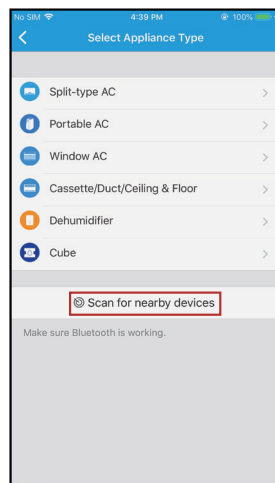 No SIM 4:39 PM 100%
Select Appliance Type
Split-type AC
Portable AC
Window AC
Cassette/Duct/Ceiling & Floor
Dehumidifier
Cube
Scan for nearby devices
Make sure Bluetooth is working.